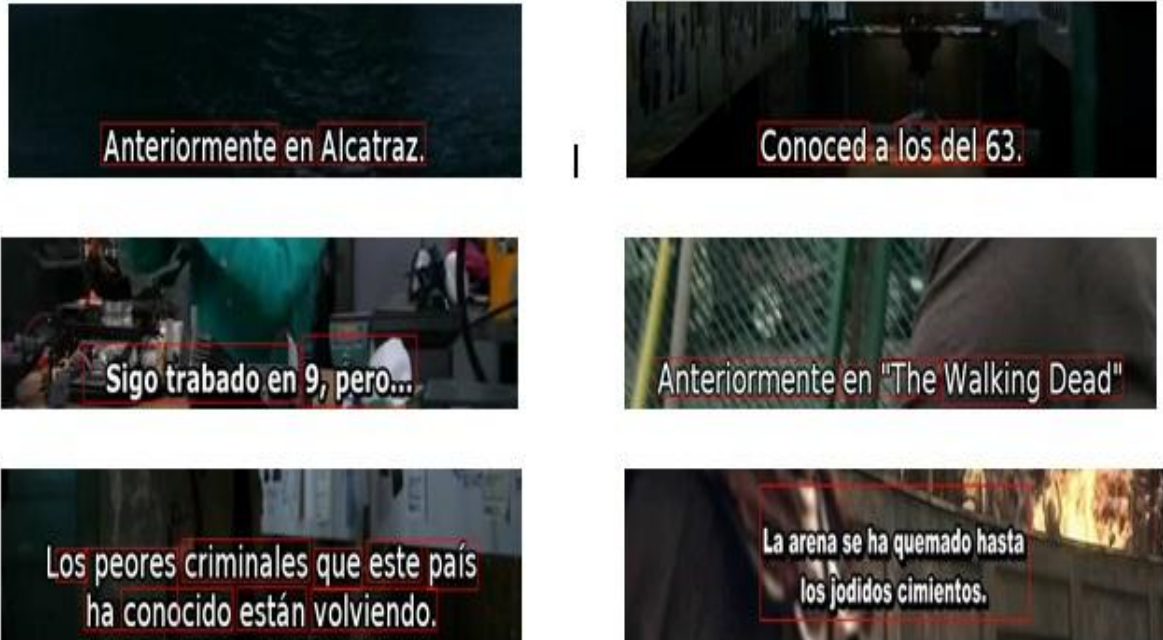 Anteriormente en Alcatraz.
Conoced a los del 63.
Sigo trabado en 9, pero...
Anteriormente en "The Walking Dead"
Los peores criminales que este país
ha conocido están volviendo.
La arena se ha quemado hasta
los jodidos cimientos.